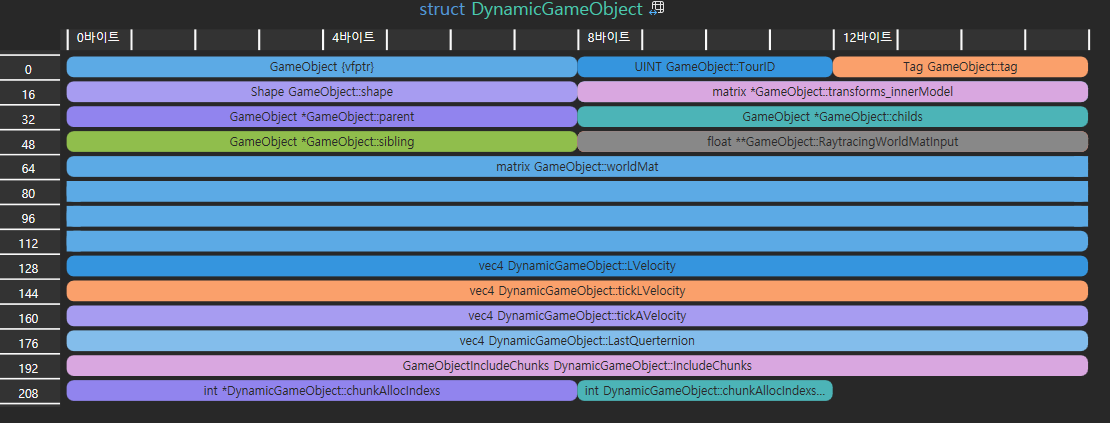 struct DynamicGameObject
0바이트 4바이트 8바이트 12바이트
0 GameObject {vfptr} UINT GameObject::TourID Tag GameObject::tag
16 Shape GameObject::shape matrix *GameObject::transforms_innerModel
32 GameObject *GameObject::parent GameObject *GameObject::childs
48 GameObject *GameObject::sibling float **GameObject::RaytracingWorldMatInput
64 matrix GameObject::worldMat
80
96
112
128 vec4 DynamicGameObject::LVelocity
144 vec4 DynamicGameObject::tickLVelocity
160 vec4 DynamicGameObject::tickAVelocity
176 vec4 DynamicGameObject::LastQuerternion
192 GameObjectIncludeChunks DynamicGameObject::IncludeChunks
208 int *DynamicGameObject::chunkAllocIndexs int DynamicGameObject::chunkAllocIndexs...